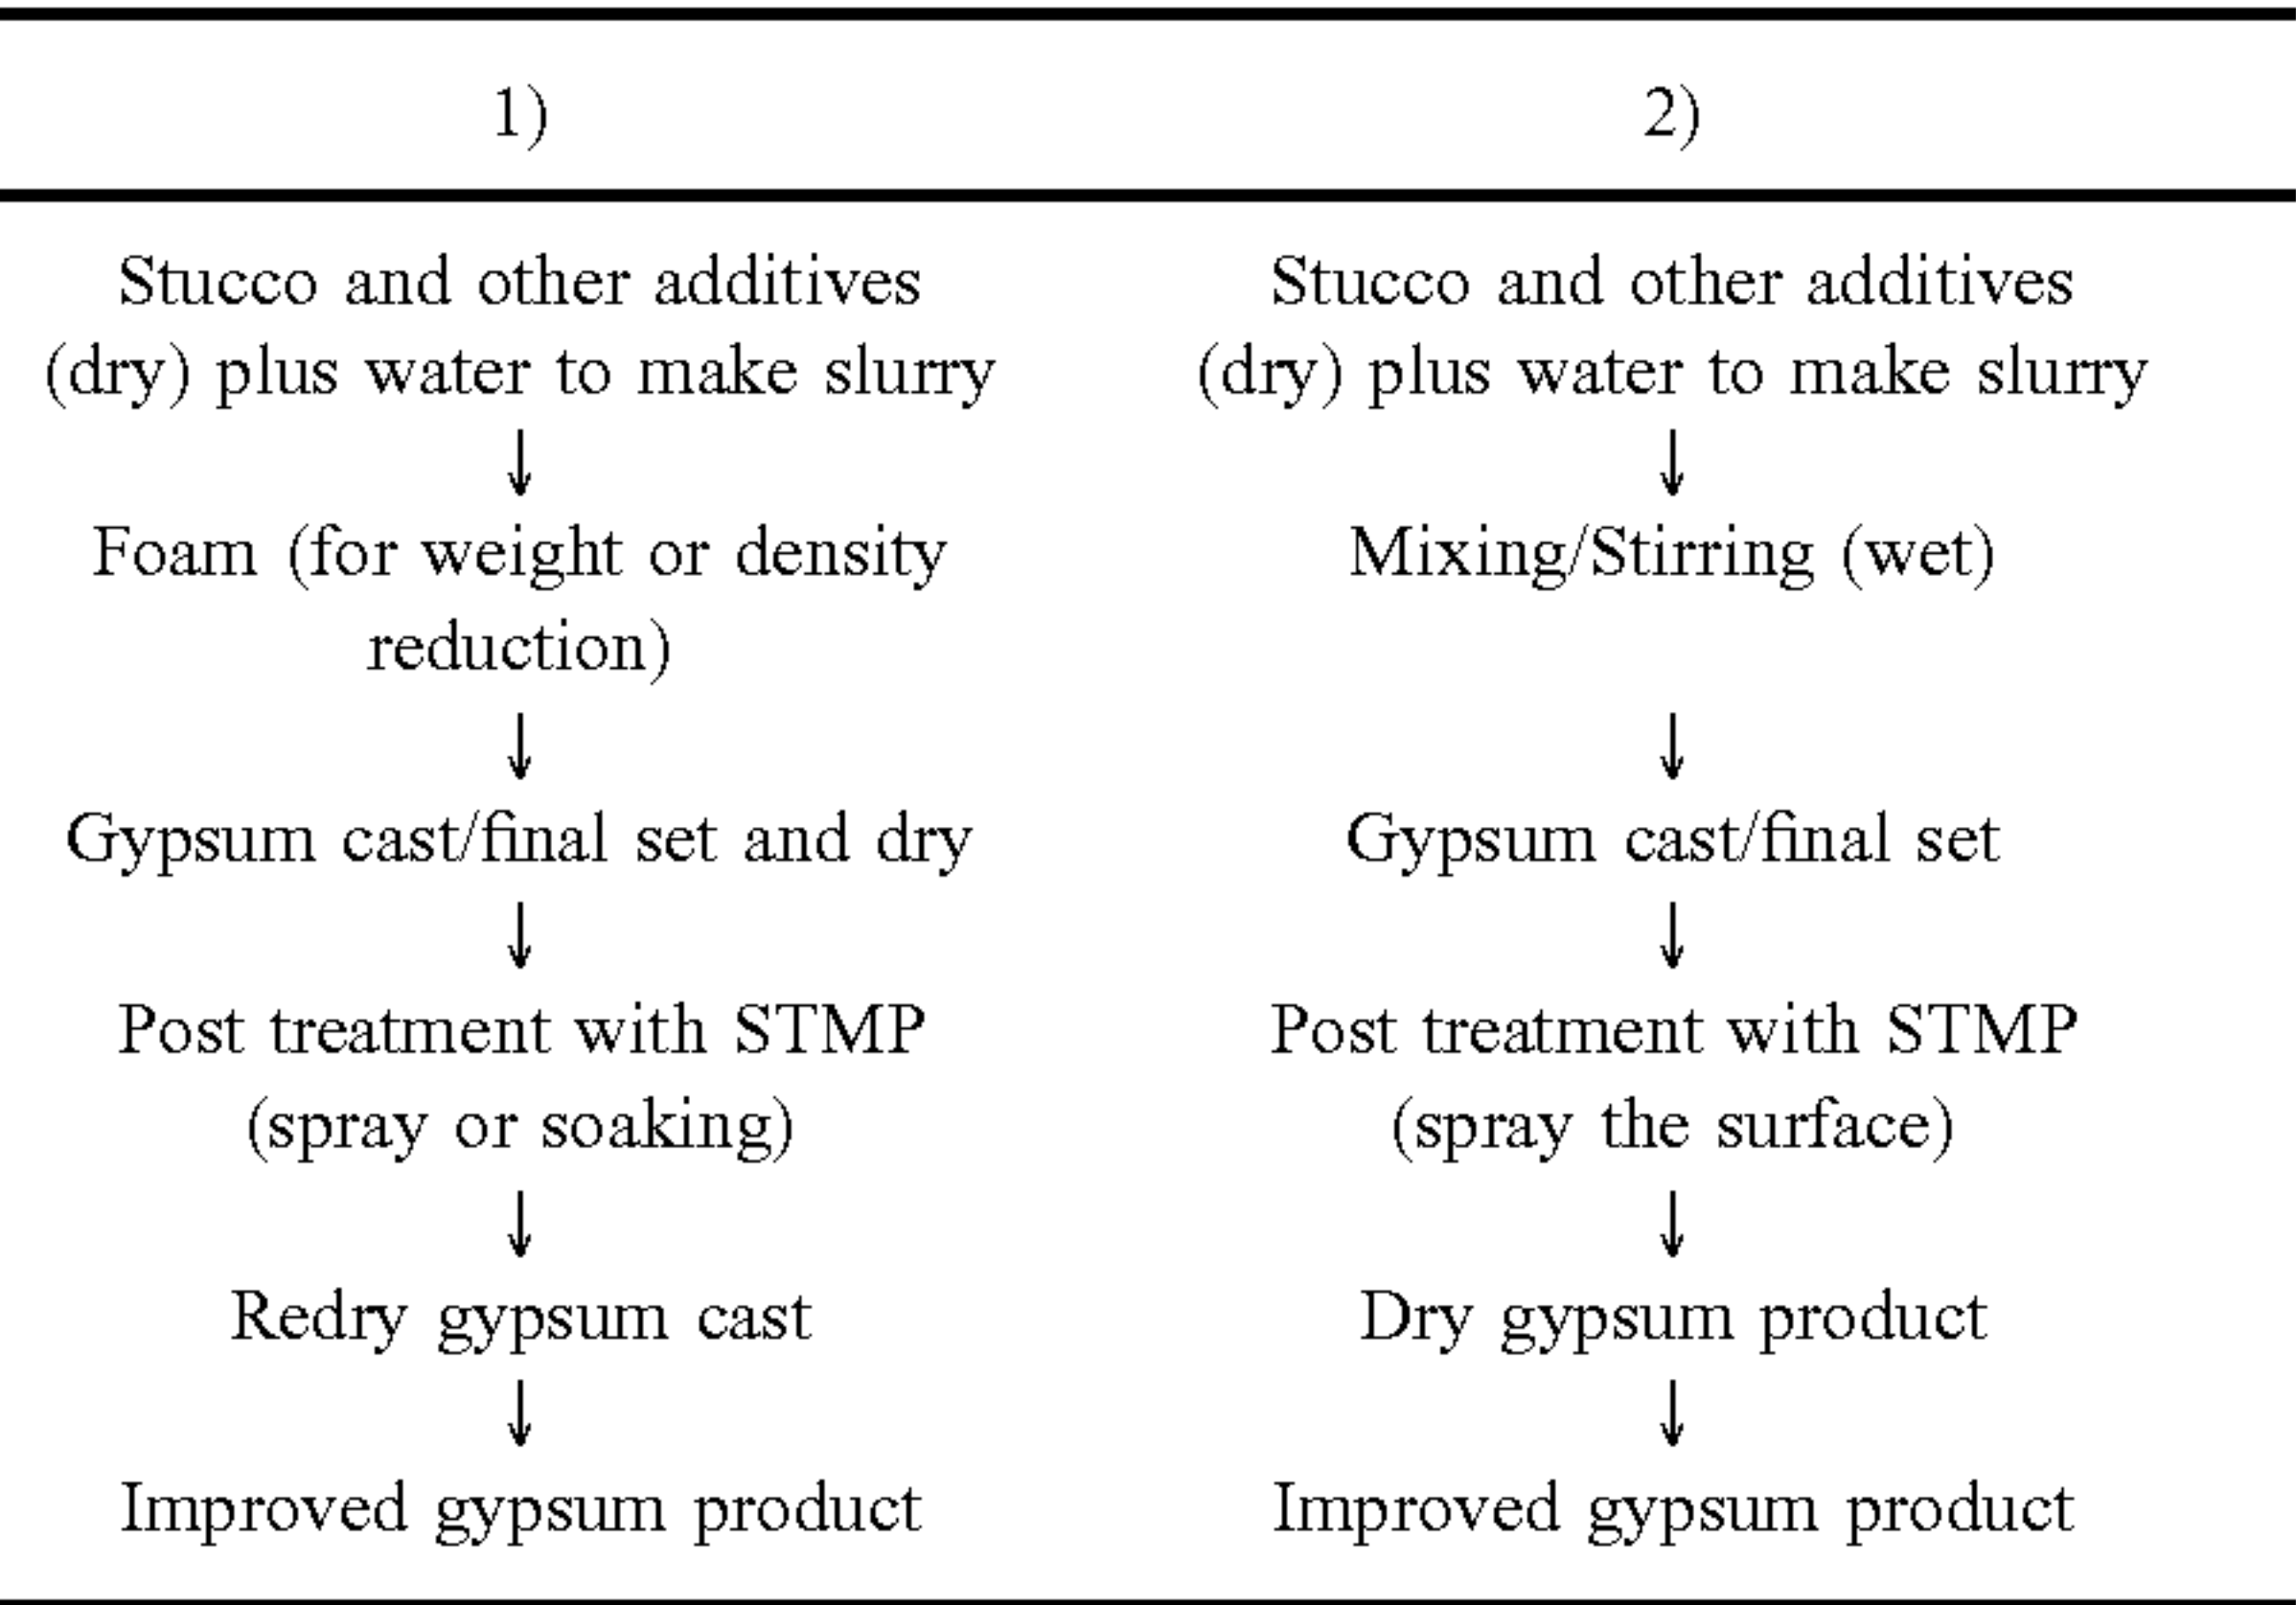 1)
2)
Stucco and other additives
(dry) plus water to make slurry
↓
Foam (for weight or density
reduction)
↓
Gypsum cast/final set and dry
↓
Post treatment with STMP
(spray or soaking)
↓
Redry gypsum cast
↓
Improved gypsum product
Stucco and other additives
(dry) plus water to make slurry
↓
Mixing/Stirring (wet)
↓
Gypsum cast/final set
↓
Post treatment with STMP
(spray the surface)
↓
Dry gypsum product
↓
Improved gypsum product